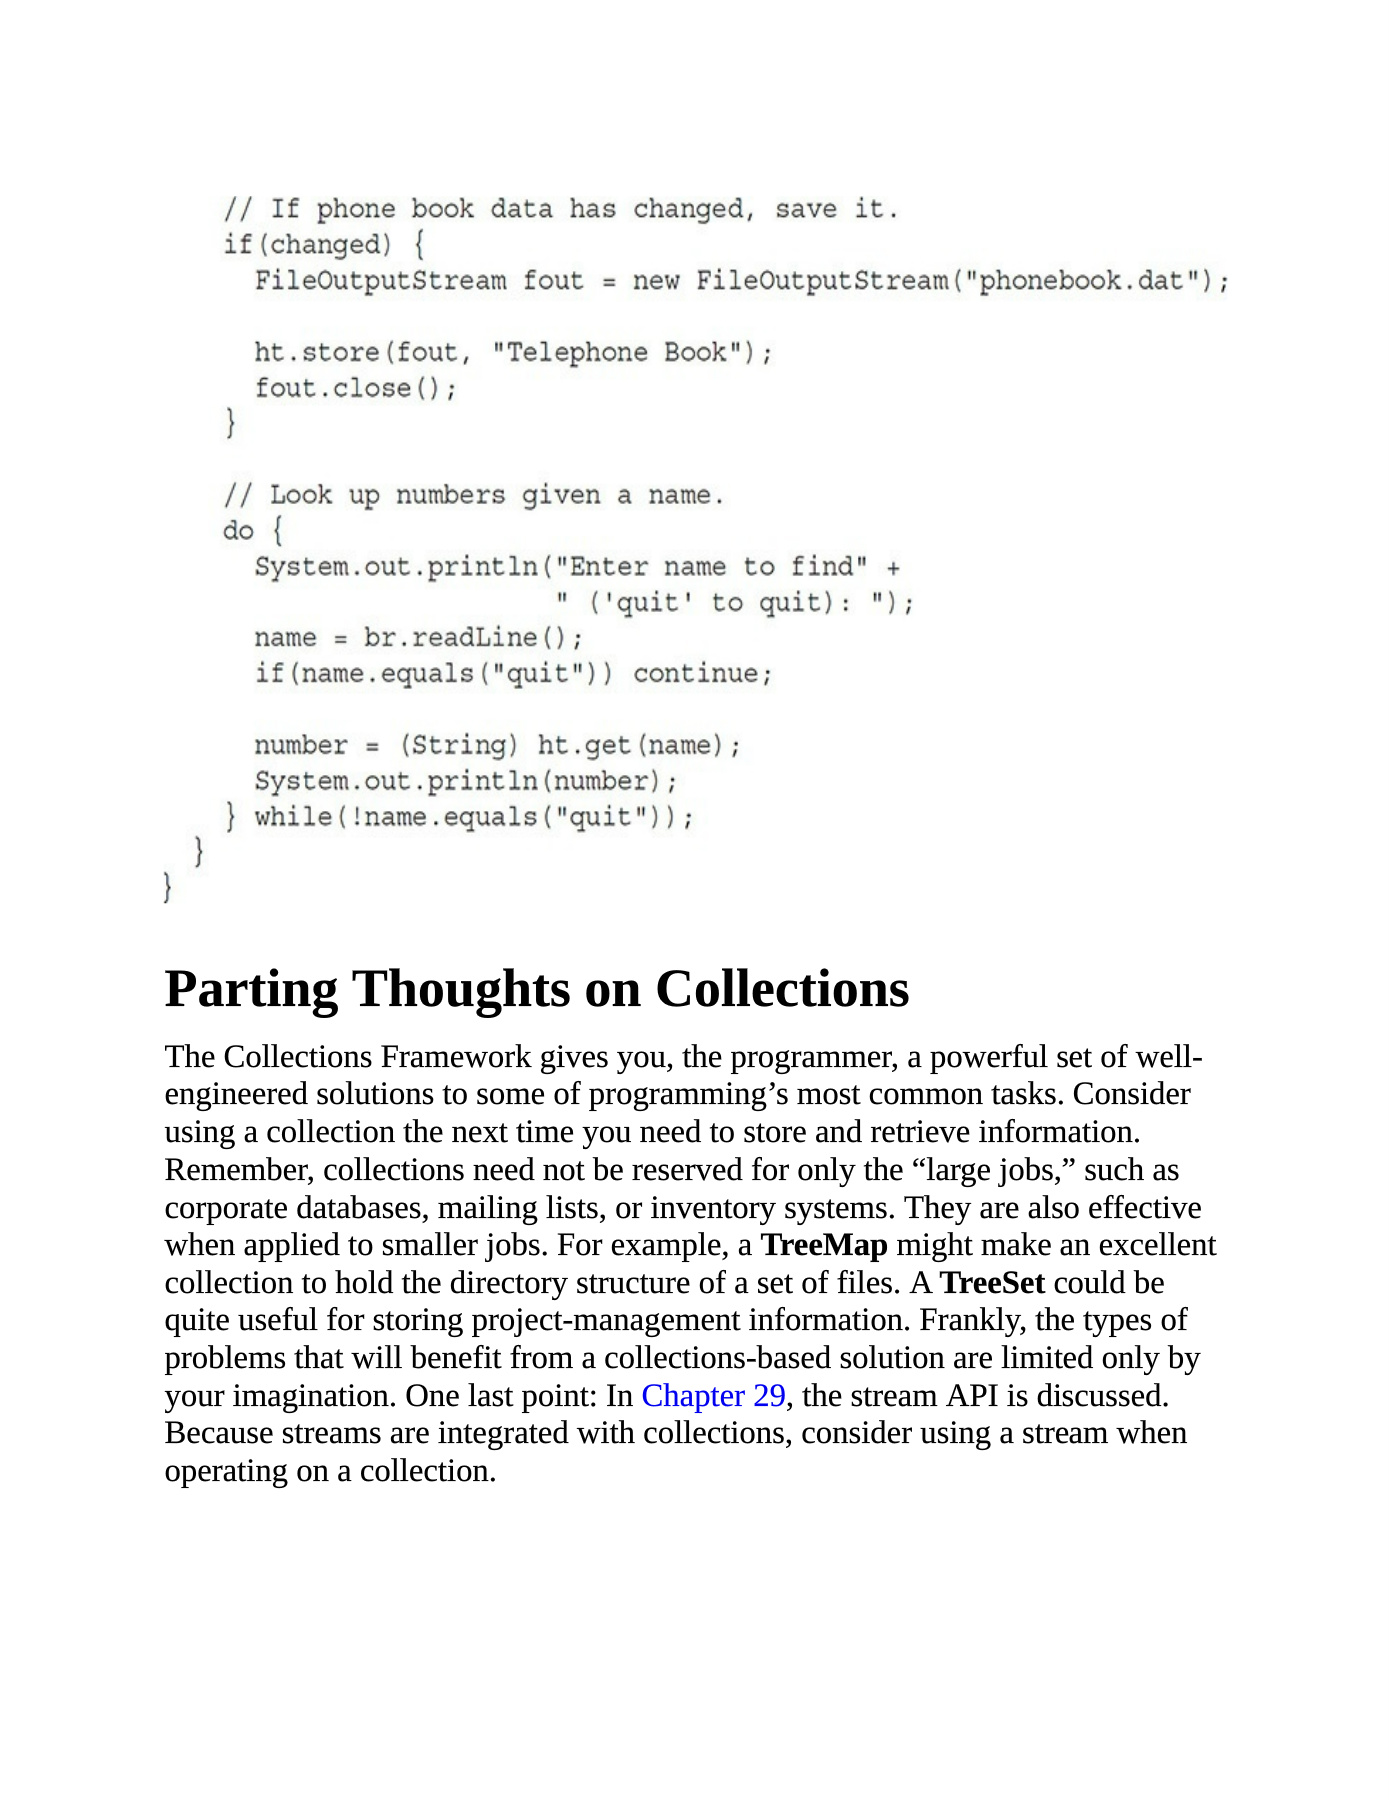 // If phone book data has changed, save it.
if(changed) {
FileOutputStream fout = new FileOutputStream("phonebook.dat");
ht.store(fout, "Telephone Book");
fout.close();
}
// Look up numbers given a name.
do {
System.out.println("Enter name to find" +
" ('quit' to quit): ");
name = br.readLine();
if(name.equals("quit")) continue;
number = (String) ht.get(name);
System.out.println(number);
} while(!name.equals("quit"));
}
}
Parting Thoughts on Collections
The Collections Framework gives you, the programmer, a powerful set of well-
engineered solutions to some of programming’s most common tasks. Consider
using a collection the next time you need to store and retrieve information.
Remember, collections need not be reserved for only the “large jobs,” such as
corporate databases, mailing lists, or inventory systems. They are also effective
when applied to smaller jobs. For example, a TreeMap might make an excellent
collection to hold the directory structure of a set of files. A TreeSet could be
quite useful for storing project-management information. Frankly, the types of
problems that will benefit from a collections-based solution are limited only by
your imagination. One last point: In Chapter 29, the stream API is discussed.
Because streams are integrated with collections, consider using a stream when
operating on a collection.